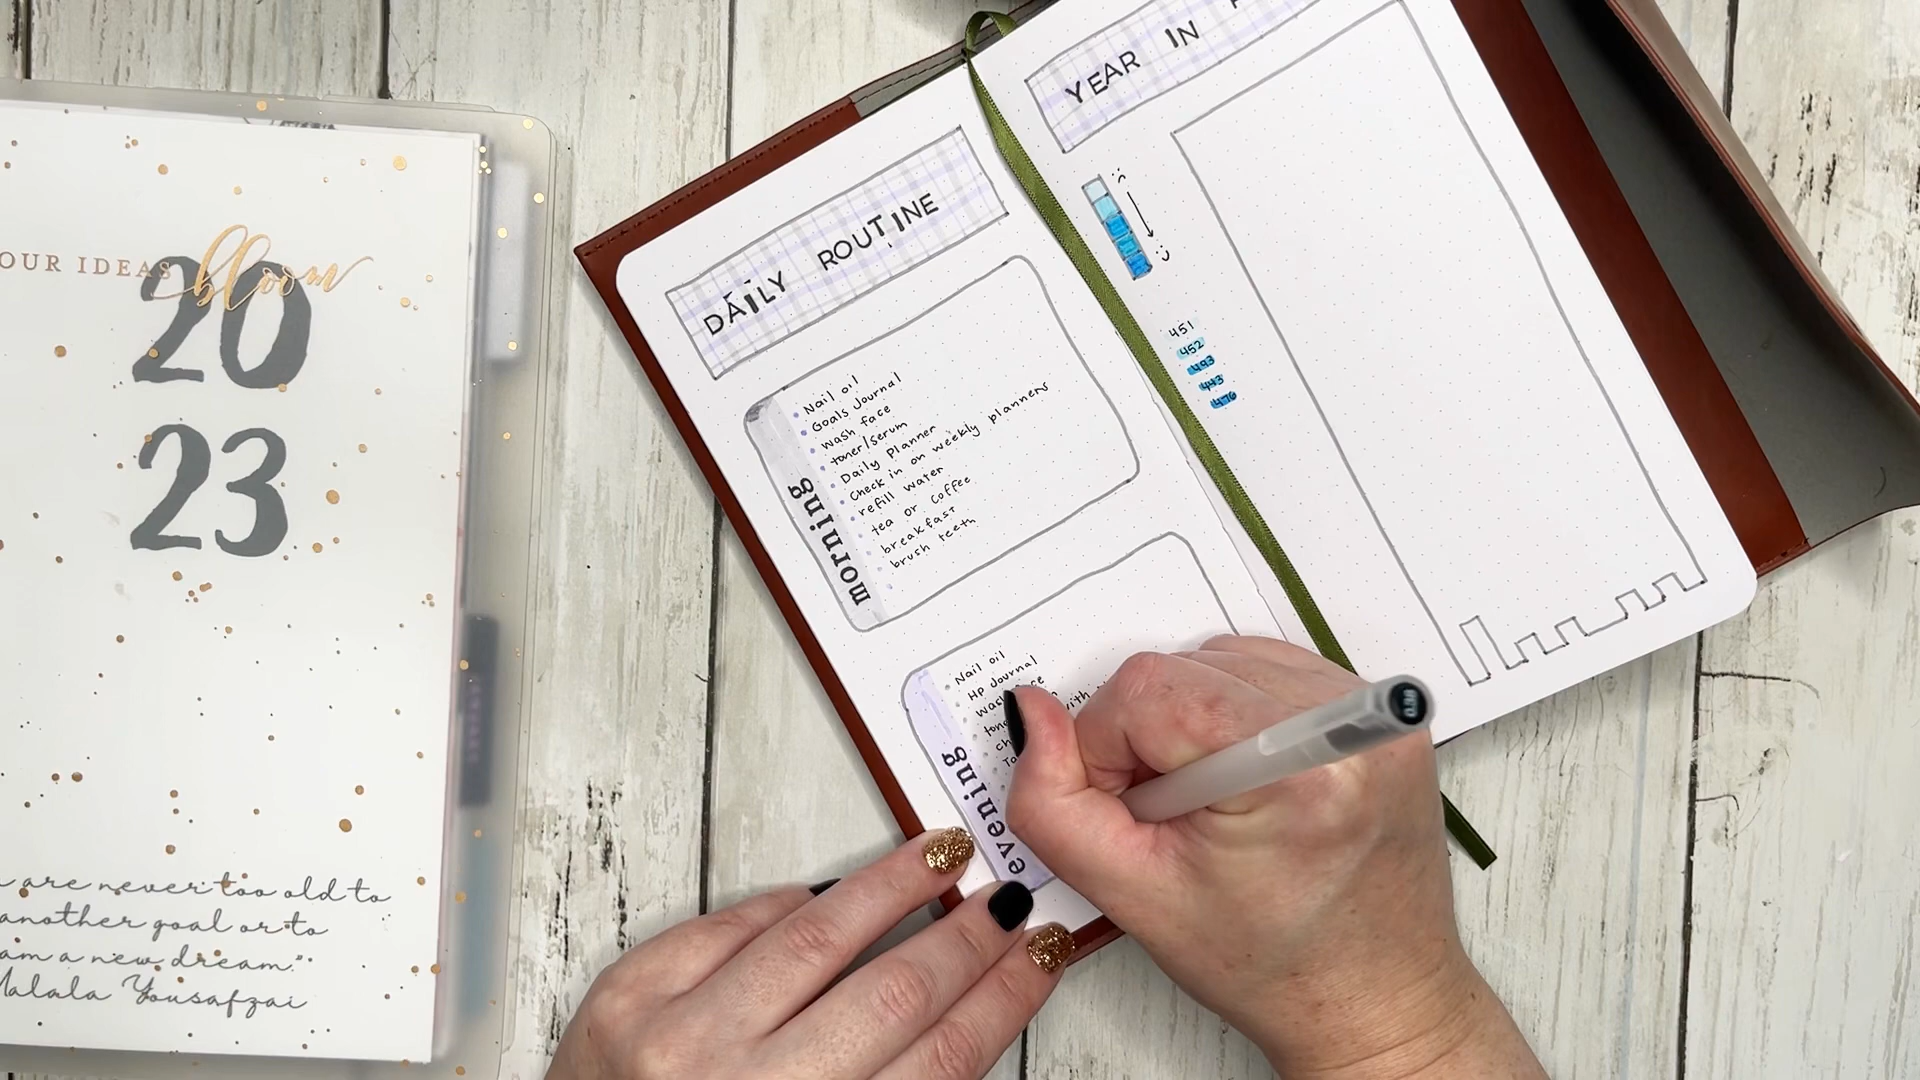 OUR IDEAS bloom
20
23
are never too old to
another goal or to
am a new dream."
Malala Yousafzai
DAILY ROUTINE
morning
Nail oil
Goals Journal
wash face
toner/serum
Daily Planner
Check in on weekly planners
refill water
tea or coffee
breakfast
brush teeth
evening
Nail oil
Hp Journal
with
YEAR IN
451
452
493
443
476
0.38